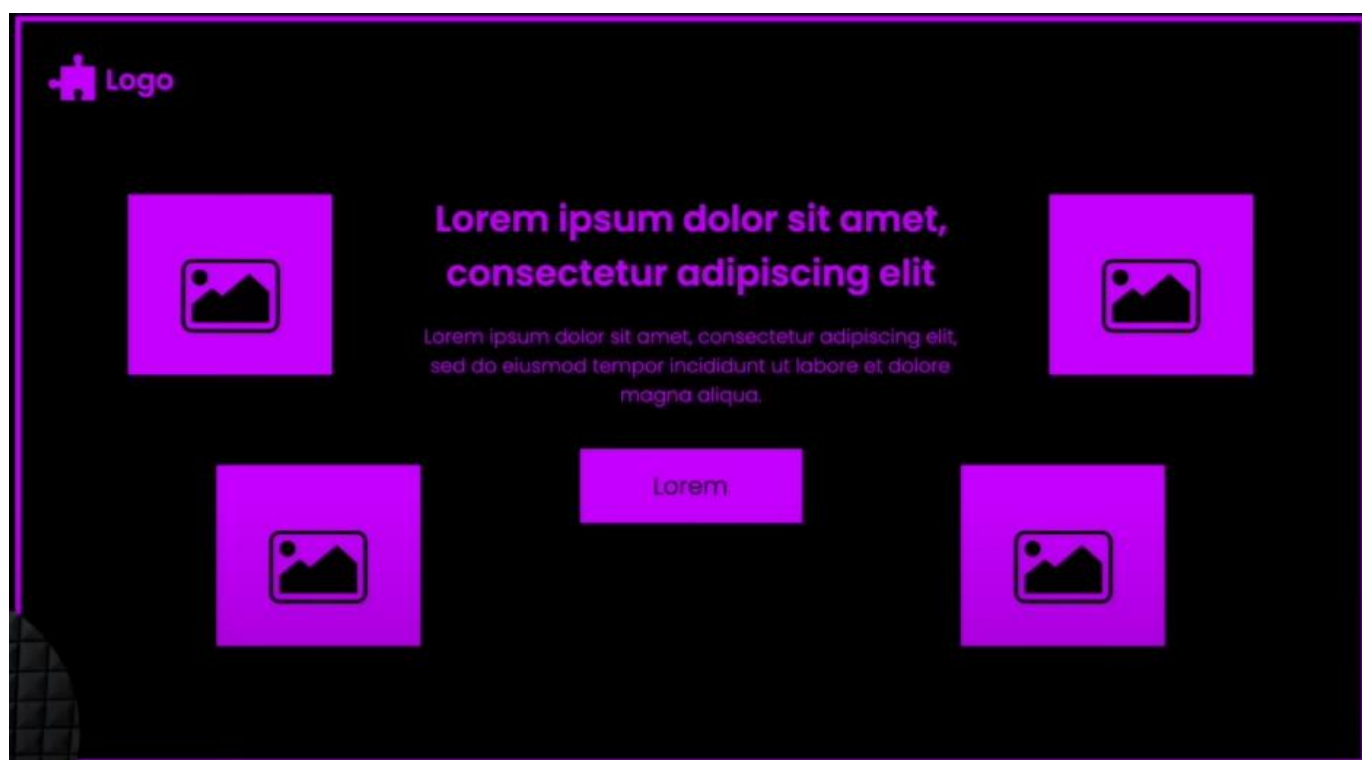 Logo
Lorem ipsum dolor sit amet,
consectetur adipiscing elit
Lorem ipsum dolor sit amet, consectetur adipiscing elit,
sed do eiusmod tempor incididunt ut labore et dolore
magna aliqua.
Lorem